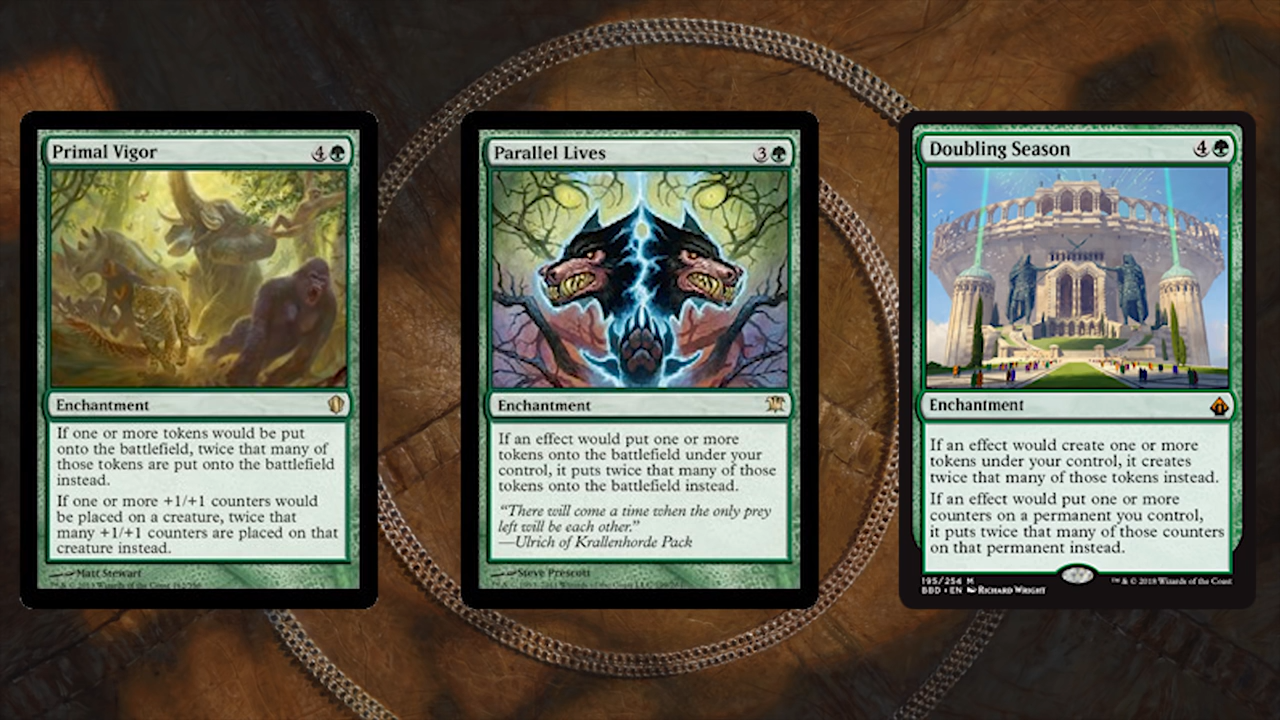 Primal Vigor 4
Enchantment
If one or more tokens would be put
onto the battlefield, twice that many of
those tokens are put onto the battlefield
instead.
If one or more +1/+1 counters would
be placed on a creature, twice that
many +1/+1 counters are placed on that
creature instead.
Matt Stewart
Parallel Lives 3
Enchantment
If an effect would put one or more
tokens onto the battlefield under your
control, it puts twice that many of those
tokens onto the battlefield instead.
"There will come a time when the only prey
left will be each other."
—Ulrich of Krallenhorde Pack
Steve Prescott
Doubling Season 4
Enchantment
If an effect would create one or more
tokens under your control, it creates
twice that many of those tokens instead.
If an effect would put one or more
counters on a permanent you control,
it puts twice that many of those counters
on that permanent instead.
195/254 M
BBD • EN Richard Wright
™ & © 2018 Wizards of the Coast